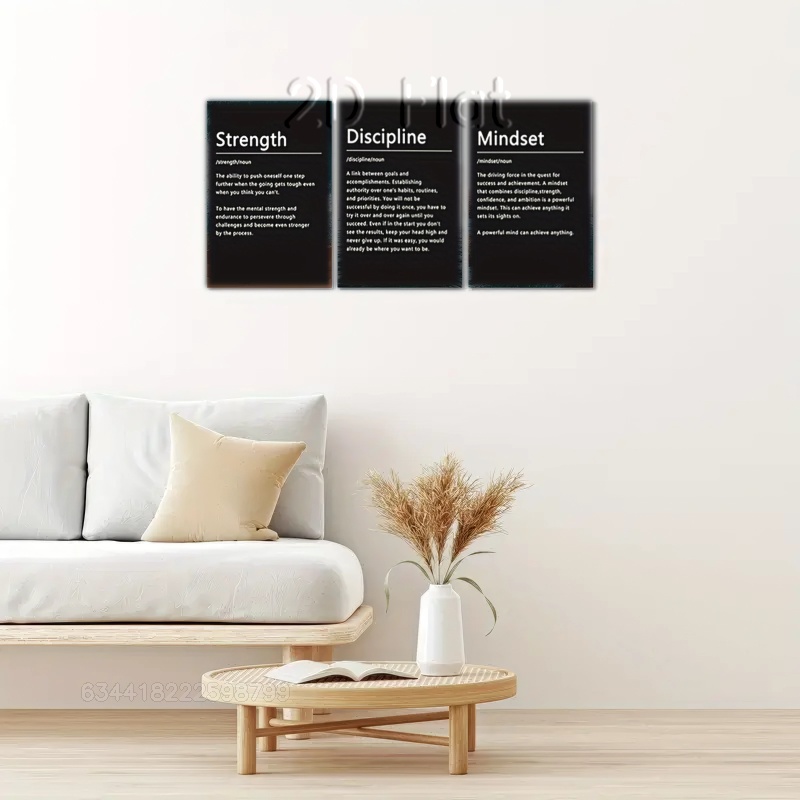 2D Flat
Strength
/strength/noun
The ability to push oneself one step
further when the going gets tough even
when you think you can't.
To have the mental strength and
endurance to persevere through
challenges and become even stronger
by the process.
Discipline
/discipline/noun
A link between goals and
accomplishments. Establishing
authority over one's habits, routines,
and priorities. You will not be
successful by doing it once, you have to
try it over and over again until you
succeed. Even if in the start you don't
see the results, keep your head high and
never give up. If it was easy, you would
already be where you want to be.
Mindset
/mindset/noun
The driving force in the quest for
success and achievement. A mindset
that combines discipline,strength,
confidence, and ambition is a powerful
mindset. This can achieve anything it
sets its sights on.
A powerful mind can achieve anything.
634418222598799